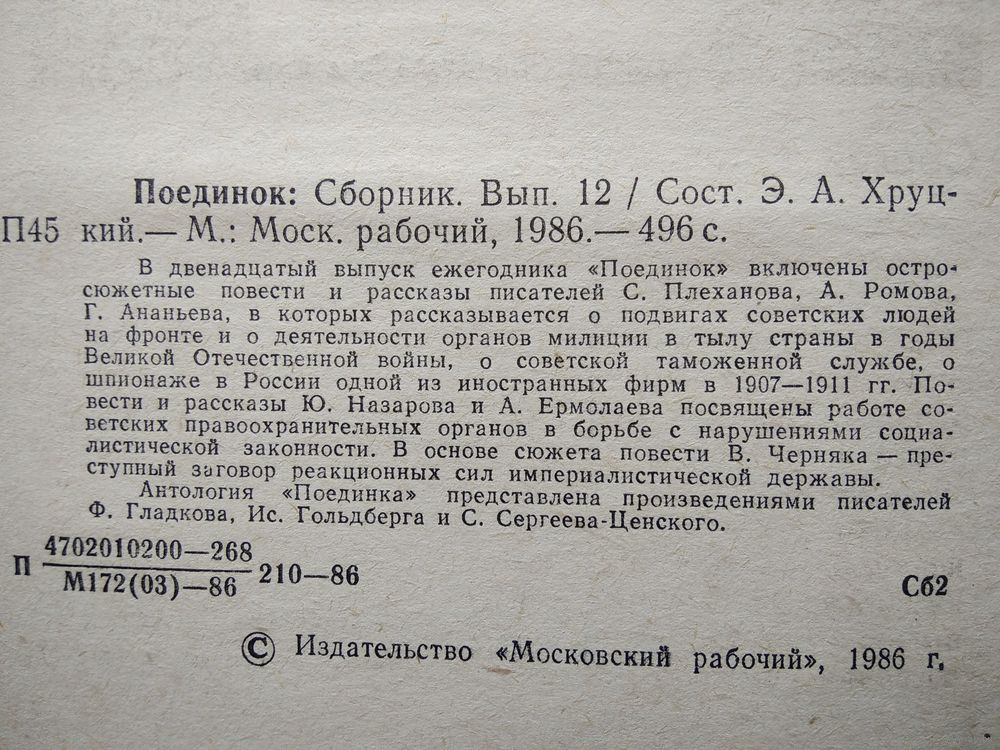 Поединок: Сборник. Вып. 12 / Сост. Э. А. Хруц-
П45 кий.— М.: Моск. рабочий, 1986.— 496 с.
В двенадцатый выпуск ежегодника «Поединок» включены остро-
сюжетные повести и рассказы писателей С. Плеханова, А. Ромова,
Г. Ананьева, в которых рассказывается о подвигах советских людей
на фронте и о деятельности органов милиции в тылу страны в годы
Великой Отечественной войны, о советской таможенной службе, о
шпионаже в России одной из иностранных фирм в 1907—1911 гг. По-
вести и рассказы Ю. Назарова и А. Ермолаева посвящены работе со-
ветских правоохранительных органов в борьбе с нарушениями социа-
листической законности. В основе сюжета повести В. Черняка — пре-
ступный заговор реакционных сил империалистической державы.
Антология «Поединка» представлена произведениями писателей
Ф. Гладкова, Ис. Гольдберга и С. Сергеева-Ценского.
4702010200—268
П М172(03)—86 210—86
Сб2
© Издательство «Московский рабочий», 1986 г.